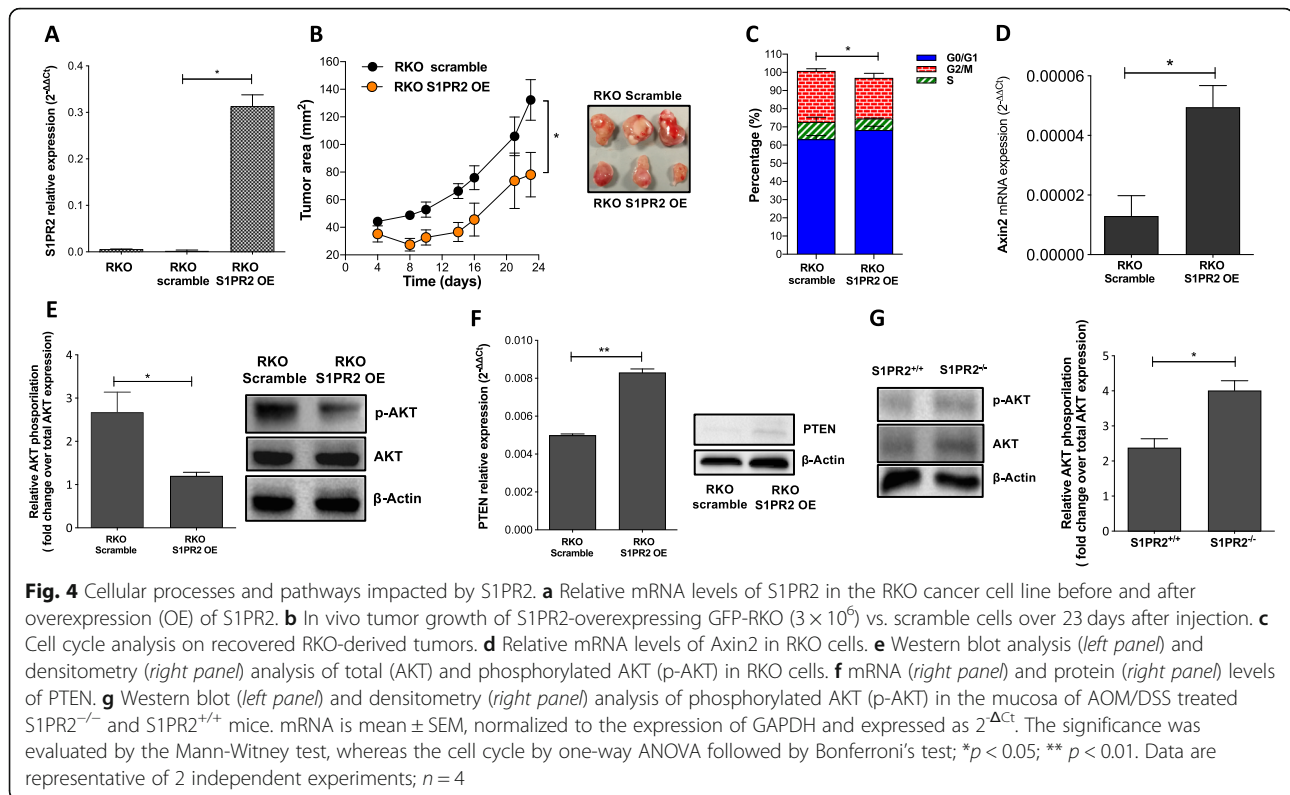 A
S1PR2 relative expression (2-ΔΔCt)
0.4
0.3
0.2
0.1
0.0
*
RKO
RKO scramble
RKO S1PR2 OE
B
Tumor area (mm2)
160
140
120
100
80
60
40
20
RKO scramble
RKO S1PR2 OE
*
0 4 8 12 16 20 24
Time (days)
RKO Scramble
RKO S1PR2 OE
C
Percentage (%)
110
100
90
80
70
60
50
40
30
20
10
0
*
G0/G1
G2/M
S
RKO scramble
RKO S1PR2 OE
D
Axin2 mRNA expession (2-ΔΔCt)
0.00006
0.00004
0.00002
0.00000
*
RKO Scramble
RKO S1PR2 OE
E
Relative AKT phosporilation
( fold change over total AKT expression)
4
3
2
1
0
*
RKO Scramble
RKO S1PR2 OE
RKO Scramble
RKO S1PR2 OE
p-AKT
AKT
β-Actin
F
PTEN relative expression (2-ΔΔCt)
0.010
0.008
0.006
0.004
0.002
0.000
**
RKO Scramble
RKO S1PR2 OE
PTEN
β-Actin
RKO scramble
RKO S1PR2 OE
G
S1PR2+/+ S1PR2-/-
p-AKT
AKT
β-Actin
Relative AKT phosporilation
( fold change over total AKT expression)
5
4
3
2
1
0
*
S1PR2+/+
S1PR2-/-
Fig. 4 Cellular processes and pathways impacted by S1PR2. a Relative mRNA levels of S1PR2 in the RKO cancer cell line before and after
overexpression (OE) of S1PR2. b In vivo tumor growth of S1PR2-overexpressing GFP-RKO (3 × 106) vs. scramble cells over 23 days after injection. c
Cell cycle analysis on recovered RKO-derived tumors. d Relative mRNA levels of Axin2 in RKO cells. e Western blot analysis (left panel) and
densitometry (right panel) analysis of total (AKT) and phosphorylated AKT (p-AKT) in RKO cells. f mRNA (right panel) and protein (right panel) levels
of PTEN. g Western blot (left panel) and densitometry (right panel) analysis of phosphorylated AKT (p-AKT) in the mucosa of AOM/DSS treated
S1PR2−/− and S1PR2+/+ mice. mRNA is mean ± SEM, normalized to the expression of GAPDH and expressed as 2-ΔCt. The significance was
evaluated by the Mann-Witney test, whereas the cell cycle by one-way ANOVA followed by Bonferroni's test; *p < 0.05; ** p < 0.01. Data are
representative of 2 independent experiments; n = 4